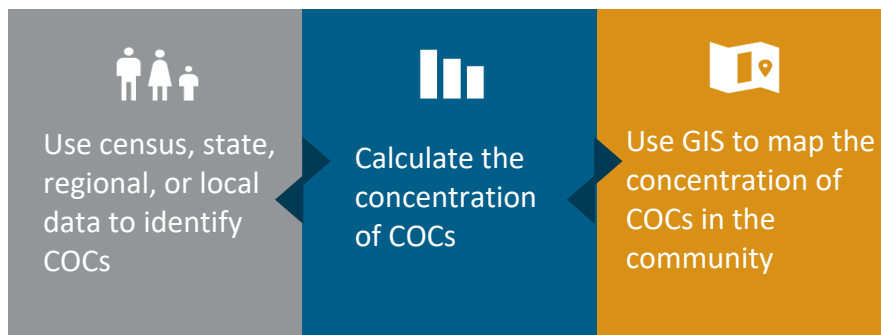 Use census, state,
regional, or local
data to identify
COCs
Calculate the
concentration
of COCs
Use GIS to map the
concentration of
COCs in the
community